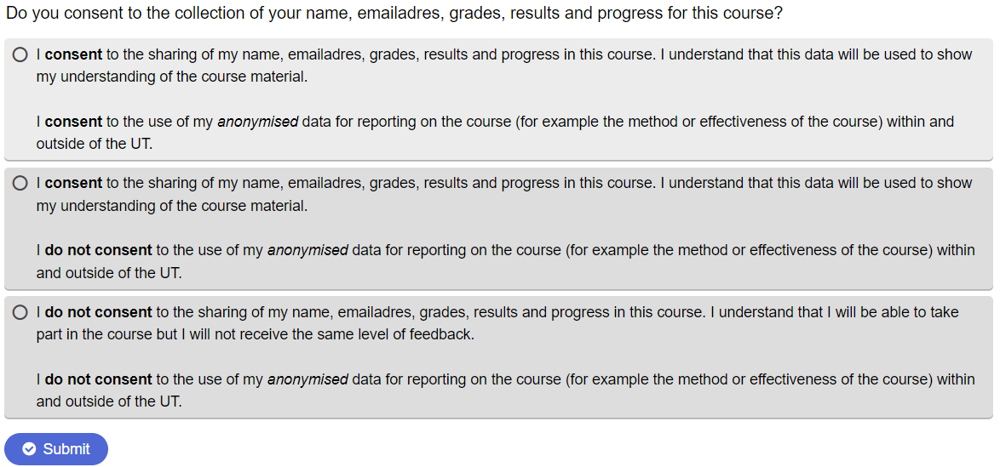 Do you consent to the collection of your name, emailadres, grades, results and progress for this course?
I consent to the sharing of my name, emailadres, grades, results and progress in this course. I understand that this data will be used to show
my understanding of the course material.
I consent to the use of my anonymised data for reporting on the course (for example the method or effectiveness of the course) within and
outside of the UT.
I consent to the sharing of my name, emailadres, grades, results and progress in this course. I understand that this data will be used to show
my understanding of the course material.
I do not consent to the use of my anonymised data for reporting on the course (for example the method or effectiveness of the course) within
and outside of the UT.
I do not consent to the sharing of my name, emailadres, grades, results and progress in this course. I understand that I will be able to take
part in the course but I will not receive the same level of feedback.
I do not consent to the use of my anonymised data for reporting on the course (for example the method or effectiveness of the course) within
and outside of the UT.
Submit